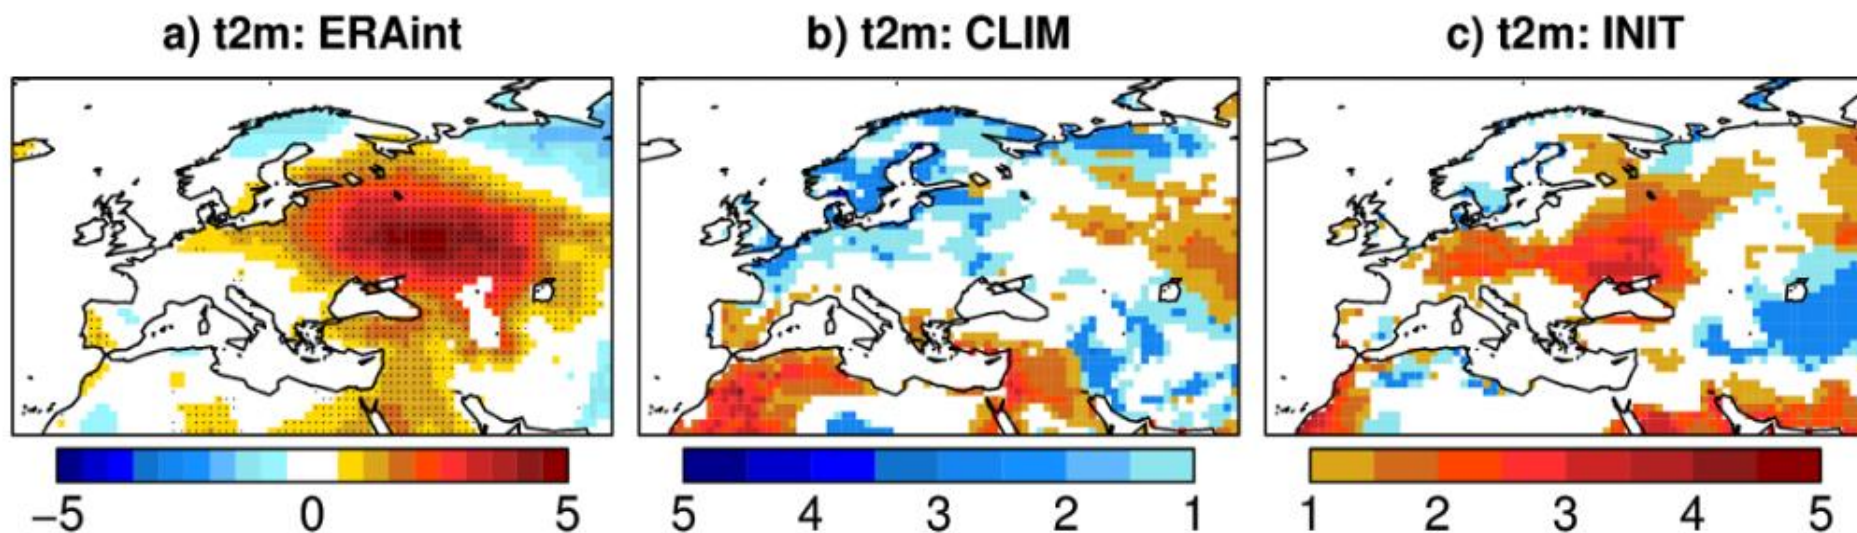 a) t2m: ERAint b) t2m: CLIM c) t2m: INIT
−5 0 5 5 4 3 2 1 1 2 3 4 5